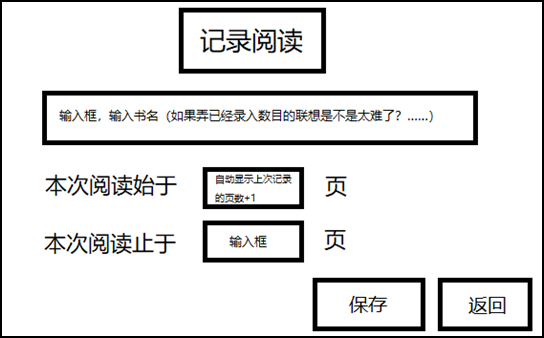 记录阅读
输入框，输入书名（如果弄已经录入数目的联想是不是太难了？……）
本次阅读始于
自动显示上次记录
的页数+1
页
本次阅读止于
输入框
页
保存
返回